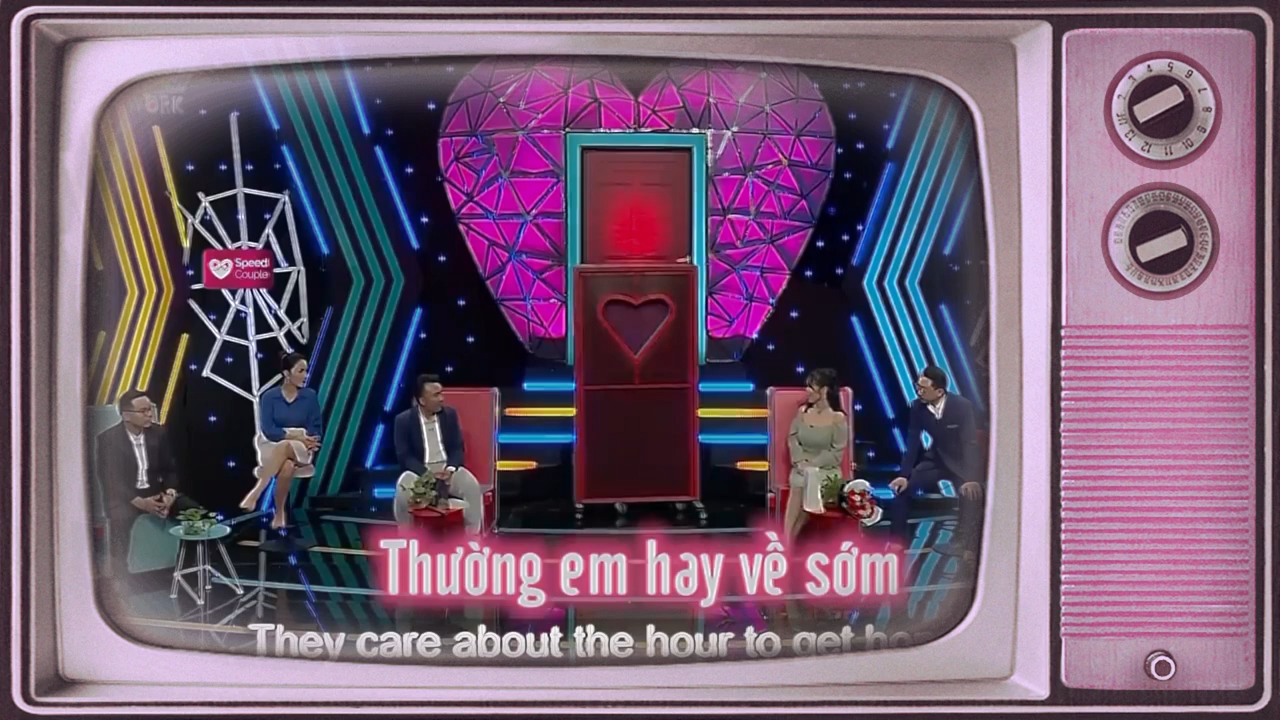 Speed
Couple
Thường em hay về sớm
They care about the hour to get